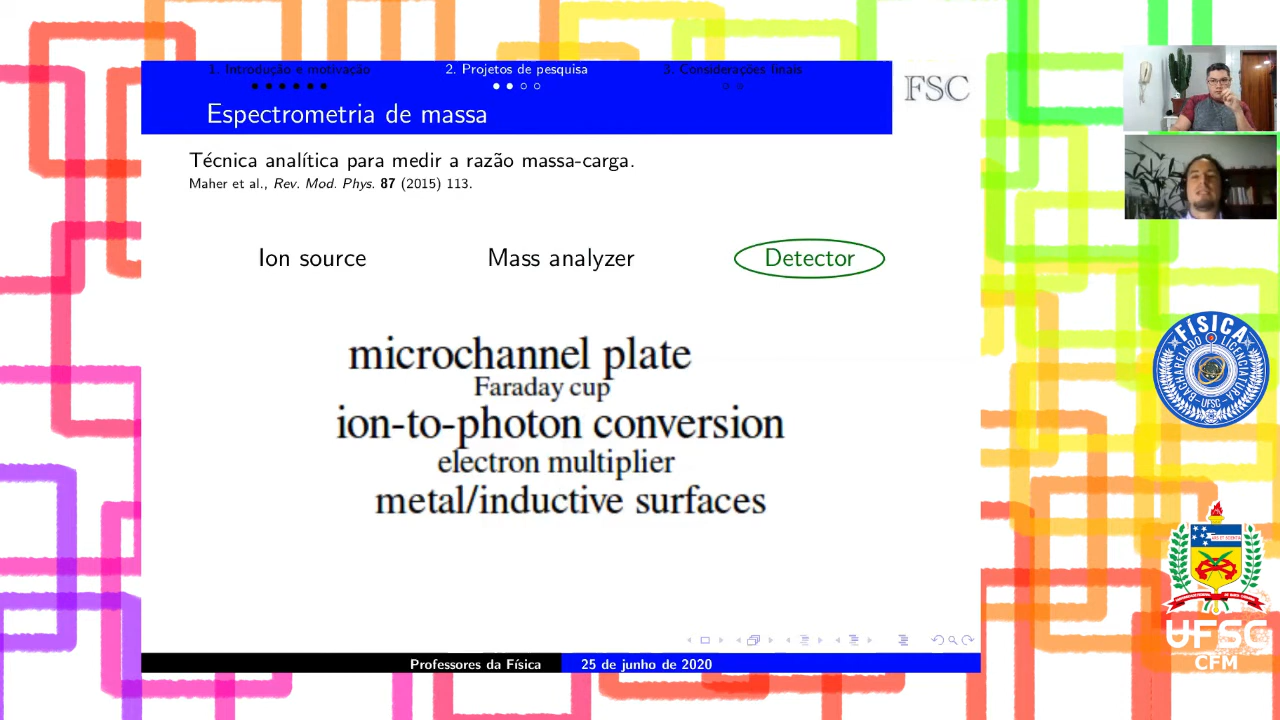 1. Introdução e motivação
2. Projetos de pesquisa
3. Considerações finais
Espectrometria de massa
FSC
Técnica analítica para medir a razão massa-carga.
Maher et al., Rev. Mod. Phys. 87 (2015) 113.
Ion source
Mass analyzer
Detector
microchannel plate
Faraday cup
ion-to-photon conversion
electron multiplier
metal/inductive surfaces
Professores da Física
25 de junho de 2020
FÍSICA
BACHARELADO
LICENCIATURA
UFSC
UFSC
CFM